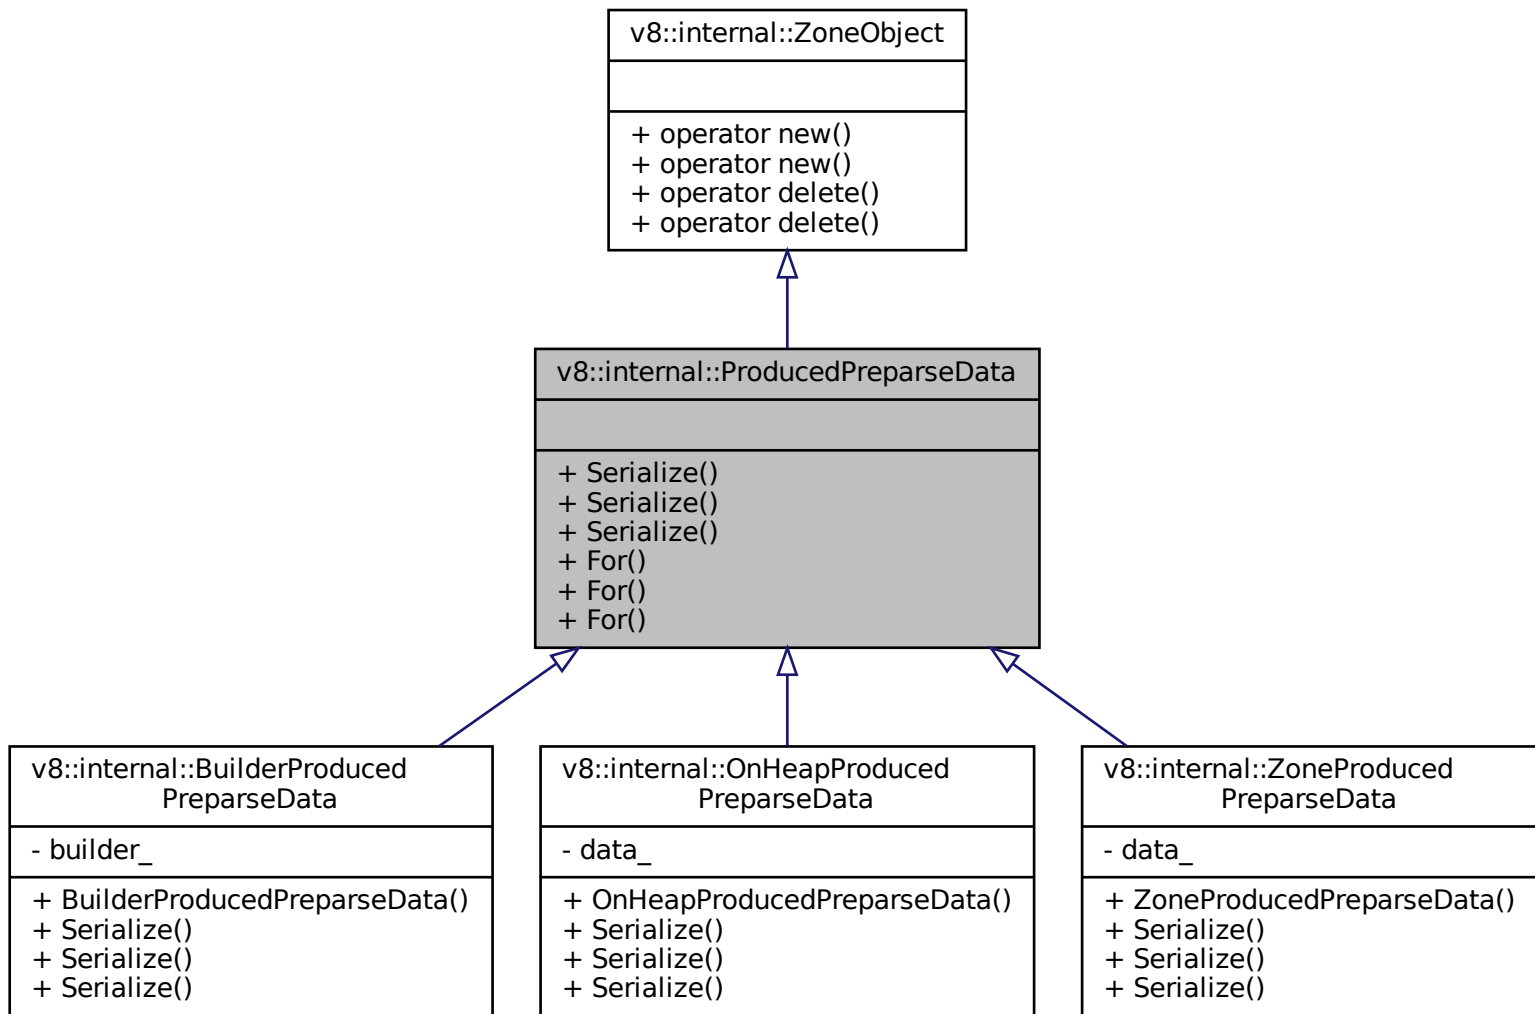 v8::internal::ZoneObject
+ operator new()
+ operator new()
+ operator delete()
+ operator delete()
v8::internal::ProducedPreparseData
+ Serialize()
+ Serialize()
+ Serialize()
+ For()
+ For()
+ For()
v8::internal::BuilderProduced
PreparseData
- builder_
+ BuilderProducedPreparseData()
+ Serialize()
+ Serialize()
+ Serialize()
v8::internal::OnHeapProduced
PreparseData
- data_
+ OnHeapProducedPreparseData()
+ Serialize()
+ Serialize()
+ Serialize()
v8::internal::ZoneProduced
PreparseData
- data_
+ ZoneProducedPreparseData()
+ Serialize()
+ Serialize()
+ Serialize()